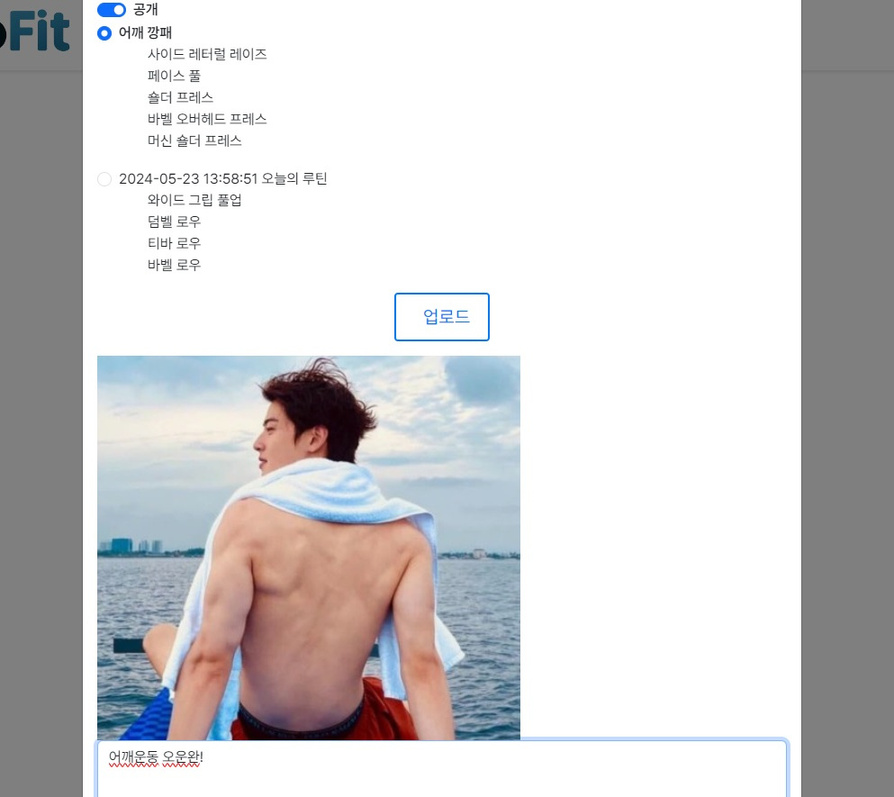 Fit
공개
어깨 깡패
사이드 레터럴 레이즈
페이스 풀
숄더 프레스
바벨 오버헤드 프레스
머신 숄더 프레스
2024-05-23 13:58:51 오늘의 루틴
와이드 그립 풀업
덤벨 로우
티바 로우
바벨 로우
업로드
어깨운동 오운완!